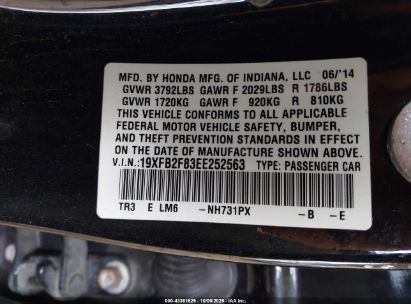 MFD. BY HONDA MFG. OF INDIANA, LLC 06/'14
GVWR 3792LBS GAWR F 2029LBS R 1786LBS
GVWR 1720KG GAWR F 920KG R 810KG
THIS VEHICLE CONFORMS TO ALL APPLICABLE
FEDERAL MOTOR VEHICLE SAFETY, BUMPER,
AND THEFT PREVENTION STANDARDS IN EFFECT
ON THE DATE OF MANUFACTURE SHOWN ABOVE.
V.I.N.: 19XFB2F83EE252563 TYPE: PASSENGER CAR
TR3 E LM6 -NH731PX -B -E